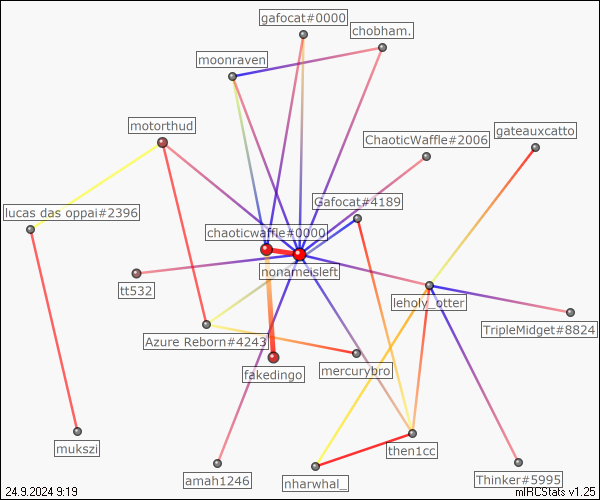 gafocat#0000
chobham.
moonraven
motorthud
ChaoticWaffle#2006
gateauxcatto
Gafocat#4189
lucas das oppai#2396
chaoticwaffle#0000
nonameisleft
tt532
leholy_otter
TripleMidget#8824
Azure Reborn#4243
fakedingo
mercurybro
mukszi
then1cc
amah1246
nharwhal_
Thinker#5995
24.9.2024 9:19
mIRCStats v1.25